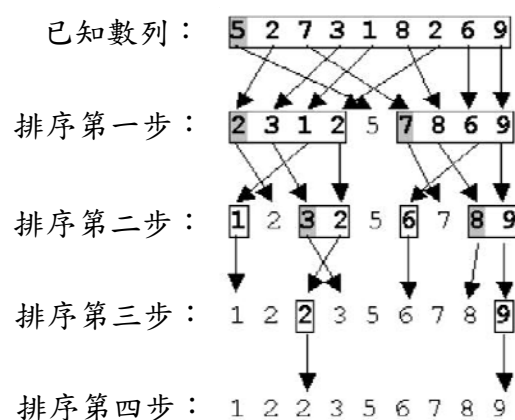 已知數列： 5 2 7 3 1 8 2 6 9
排序第一步： 2 3 1 2 5 7 8 6 9
排序第二步： 1 2 3 2 5 6 7 8 9
排序第三步： 1 2 2 3 5 6 7 8 9
排序第四步： 1 2 2 3 5 6 7 8 9